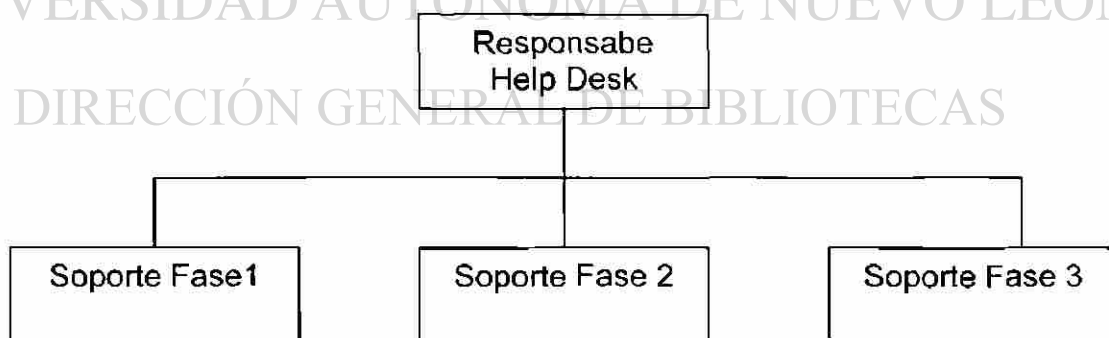 VERSIDAD AUTÓNOMA DE NUEVO LEÓN
Responsabe
Help Desk
DIRECCIÓN GENERAL DE BIBLIOTECAS
Soporte Fase1
Soporte Fase 2
Soporte Fase 3